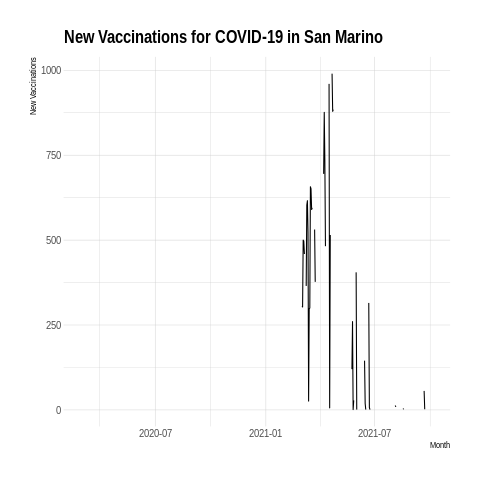 New Vaccinations for COVID-19 in San Marino
New Vaccinations
1000
750
500
250
0
2020-07 2021-01 2021-07
Month